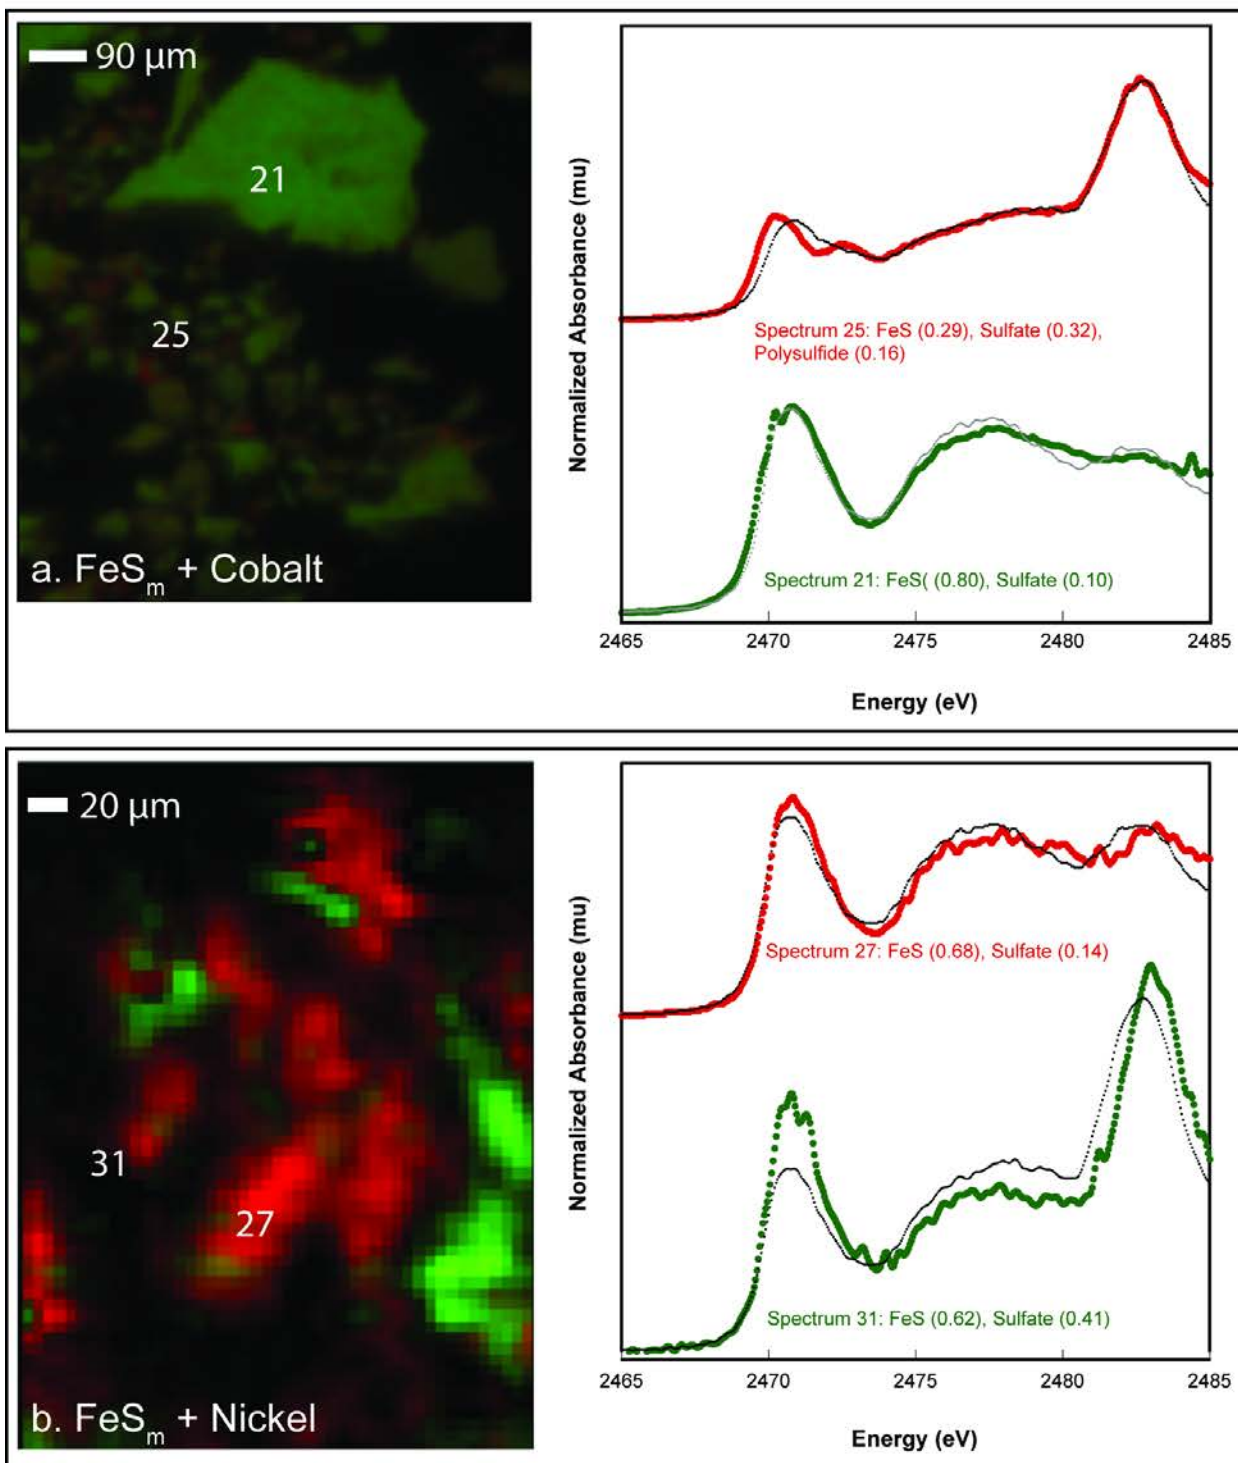 90 µm
21
25
a. FeSm + Cobalt
Normalized Absorbance (mu)
Spectrum 25: FeS (0.29), Sulfate (0.32),
Polysulfide (0.16)
Spectrum 21: FeS( (0.80), Sulfate (0.10)
2465 2470 2475 2480 2485
Energy (eV)
20 µm
31
27
b. FeSm + Nickel
Normalized Absorbance (mu)
Spectrum 27: FeS (0.68), Sulfate (0.14)
Spectrum 31: FeS (0.62), Sulfate (0.41)
2465 2470 2475 2480 2485
Energy (eV)